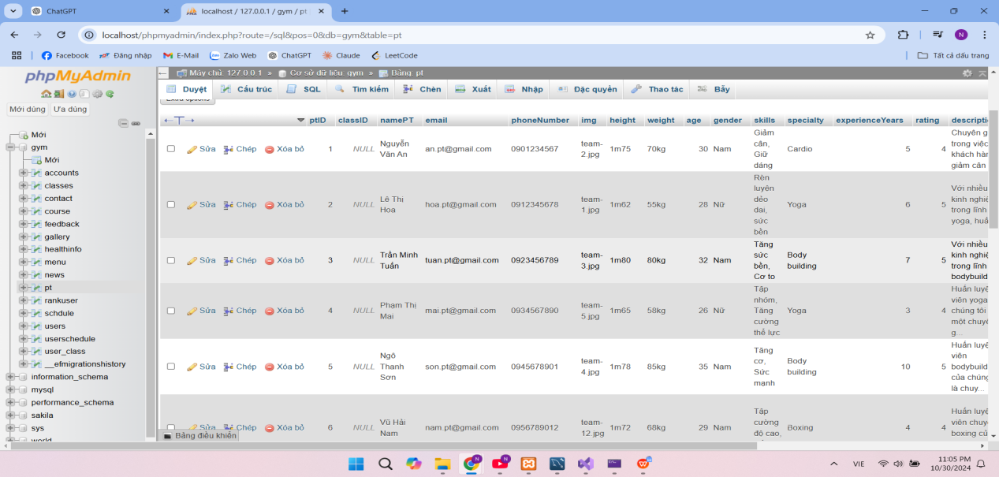 ChatGPT
localhost / 127.0.0.1 / gym / pt
localhost/phpmyadmin/index.php?route=/sql&pos=0&db=gym&table=pt
N
Facebook Đăng nhập E-Mail Zalo Web ChatGPT Claude LeetCode Tất cả dấu trang
phpMyAdmin
Mới dùng Ưa dùng
Mới
gym
Mới
accounts
classes
contact
course
feedback
gallery
healthinfo
menu
news
pt
rankuser
schdule
users
userschedule
user_class
__efmigrationshistory
information_schema
mysql
performance_schema
sakila
sys
world
Máy chủ: 127.0.0.1 » Cơ sở dữ liệu: gym » Bảng: pt
Duyệt Cấu trúc SQL Tìm kiếm Chèn Xuất Nhập Đặc quyền Thao tác Bẫy
Extra options
ptID classID namePT email phoneNumber img height weight age gender skills specialty experienceYears rating descriptio
Sửa Chép Xóa bỏ 1 NULL Nguyễn Văn An an.pt@gmail.com 0901234567 team-2.jpg 1m75 70kg 30 Nam Giảm cân, Giữ dáng Cardio 5 4 Chuyên g trong việc khách hàn giảm cân
Sửa Chép Xóa bỏ 2 NULL Lê Thị Hoa hoa.pt@gmail.com 0912345678 team-1.jpg 1m62 55kg 28 Nữ Rèn luyện dẻo dai, sức bền Yoga 6 5 Với nhiều kinh nghiệ trong lĩnh yoga, huấ
Sửa Chép Xóa bỏ 3 NULL Trần Minh Tuấn tuan.pt@gmail.com 0923456789 team-3.jpg 1m80 80kg 32 Nam Tăng sức bền, Cơ to Body building 7 5 Với nhiều kinh nghiệ trong lĩnh bodybuild
Sửa Chép Xóa bỏ 4 NULL Phạm Thị Mai mai.pt@gmail.com 0934567890 team-5.jpg 1m65 58kg 26 Nữ Tập nhóm, Tăng cường thể lực Yoga 3 4 Huấn luyệ viên yoga chúng tôi một chuyê g...
Sửa Chép Xóa bỏ 5 NULL Ngô Thanh Sơn son.pt@gmail.com 0945678901 team-4.jpg 1m78 85kg 35 Nam Tăng cơ, Sức mạnh Body building 10 5 Huấn luyệ viên bodybuild của chúng là chuy...
Sửa Chép Xóa bỏ 6 NULL Vũ Hải Nam nam.pt@gmail.com 0956789012 team-12.jpg 1m72 68kg 29 Nam Tập cường độ cao, Boxing 4 4 Huấn luyệ viên chuyê boxing củ
Bảng điều khiển
VIE
11:05 PM
10/30/2024